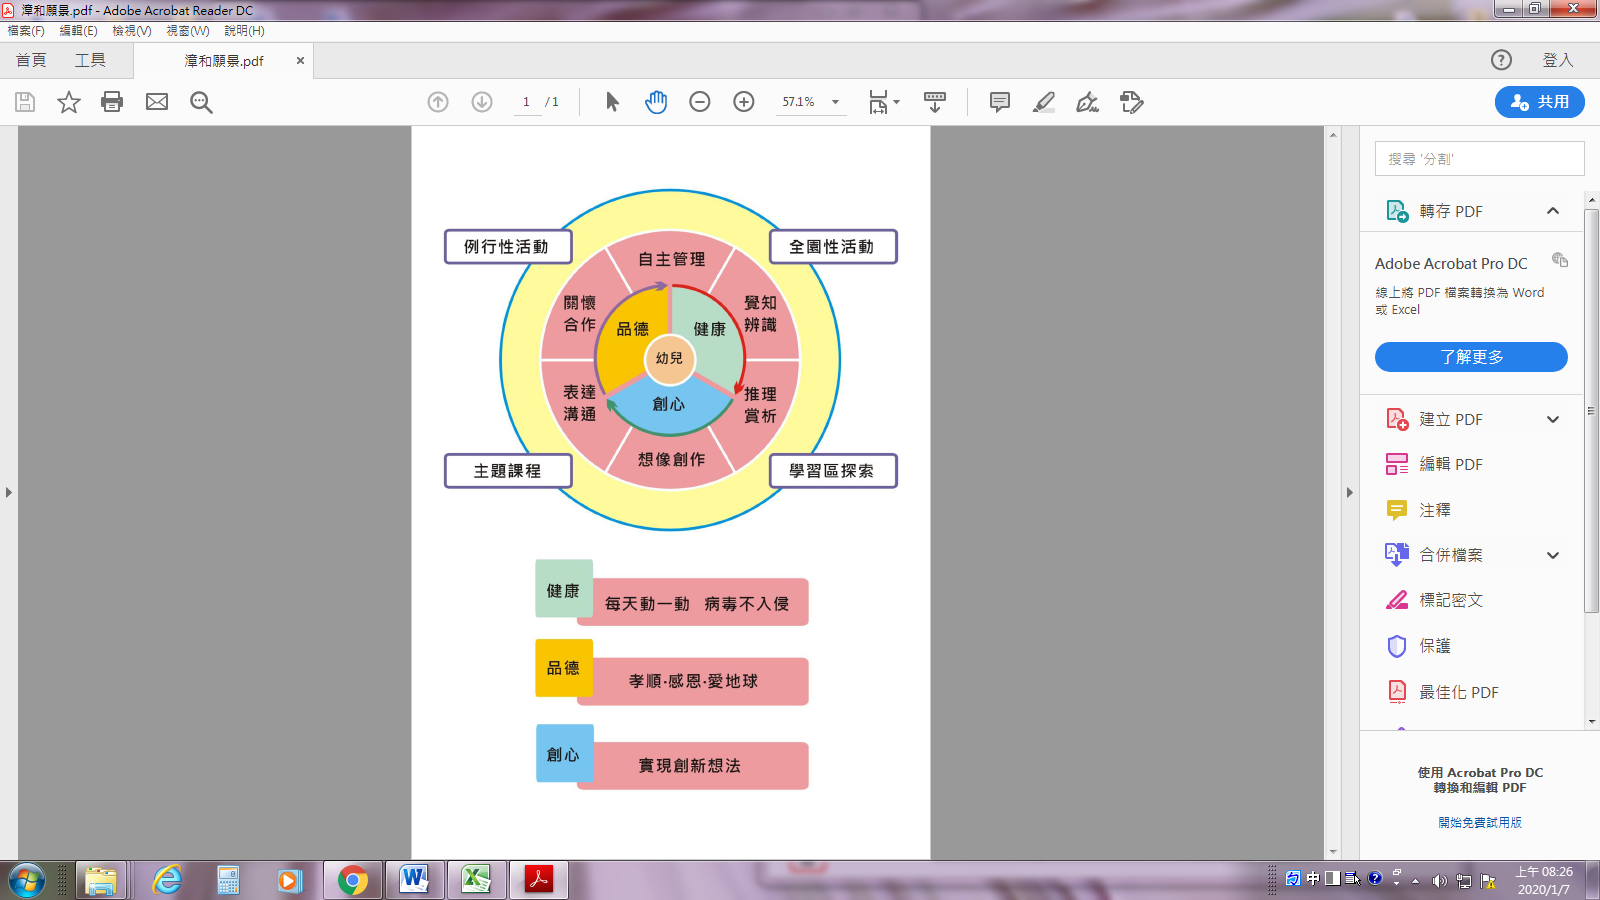 漳和願景.pdf - Adobe Acrobat Reader DC
檔案(F) 編輯(E) 檢視(V) 視窗(W) 說明(H)
首頁 工具 漳和願景.pdf × 登入
1 / 1 57.1% 共用
例行性活動 全園性活動
自主管理
關懷
合作
覺知
辨識
品德 健康
幼兒
表達
溝通
創心
推理
賞析
想像創作
主題課程 學習區探索
健康
每天動一動 病毒不入侵
品德
孝順·感恩·愛地球
創心
實現創新想法
搜尋 '分割'
轉存 PDF
Adobe Acrobat Pro DC
線上將 PDF 檔案轉換為 Word
或 Excel
了解更多
建立 PDF
編輯 PDF
注釋
合併檔案
標記密文
保護
最佳化 PDF
使用 Acrobat Pro DC
轉換和編輯 PDF
開始免費試用版
中
上午 08:26
2020/1/7